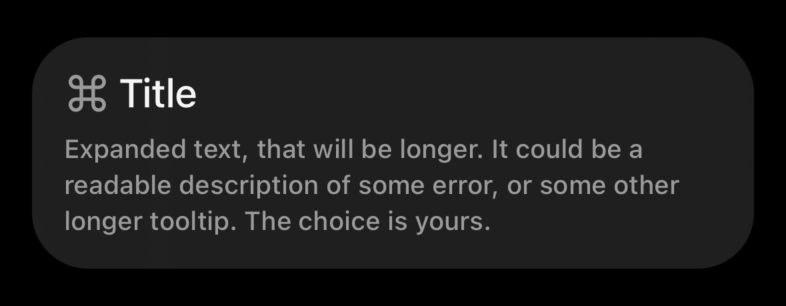 ⌘ Title
Expanded text, that will be longer. It could be a
readable description of some error, or some other
longer tooltip. The choice is yours.